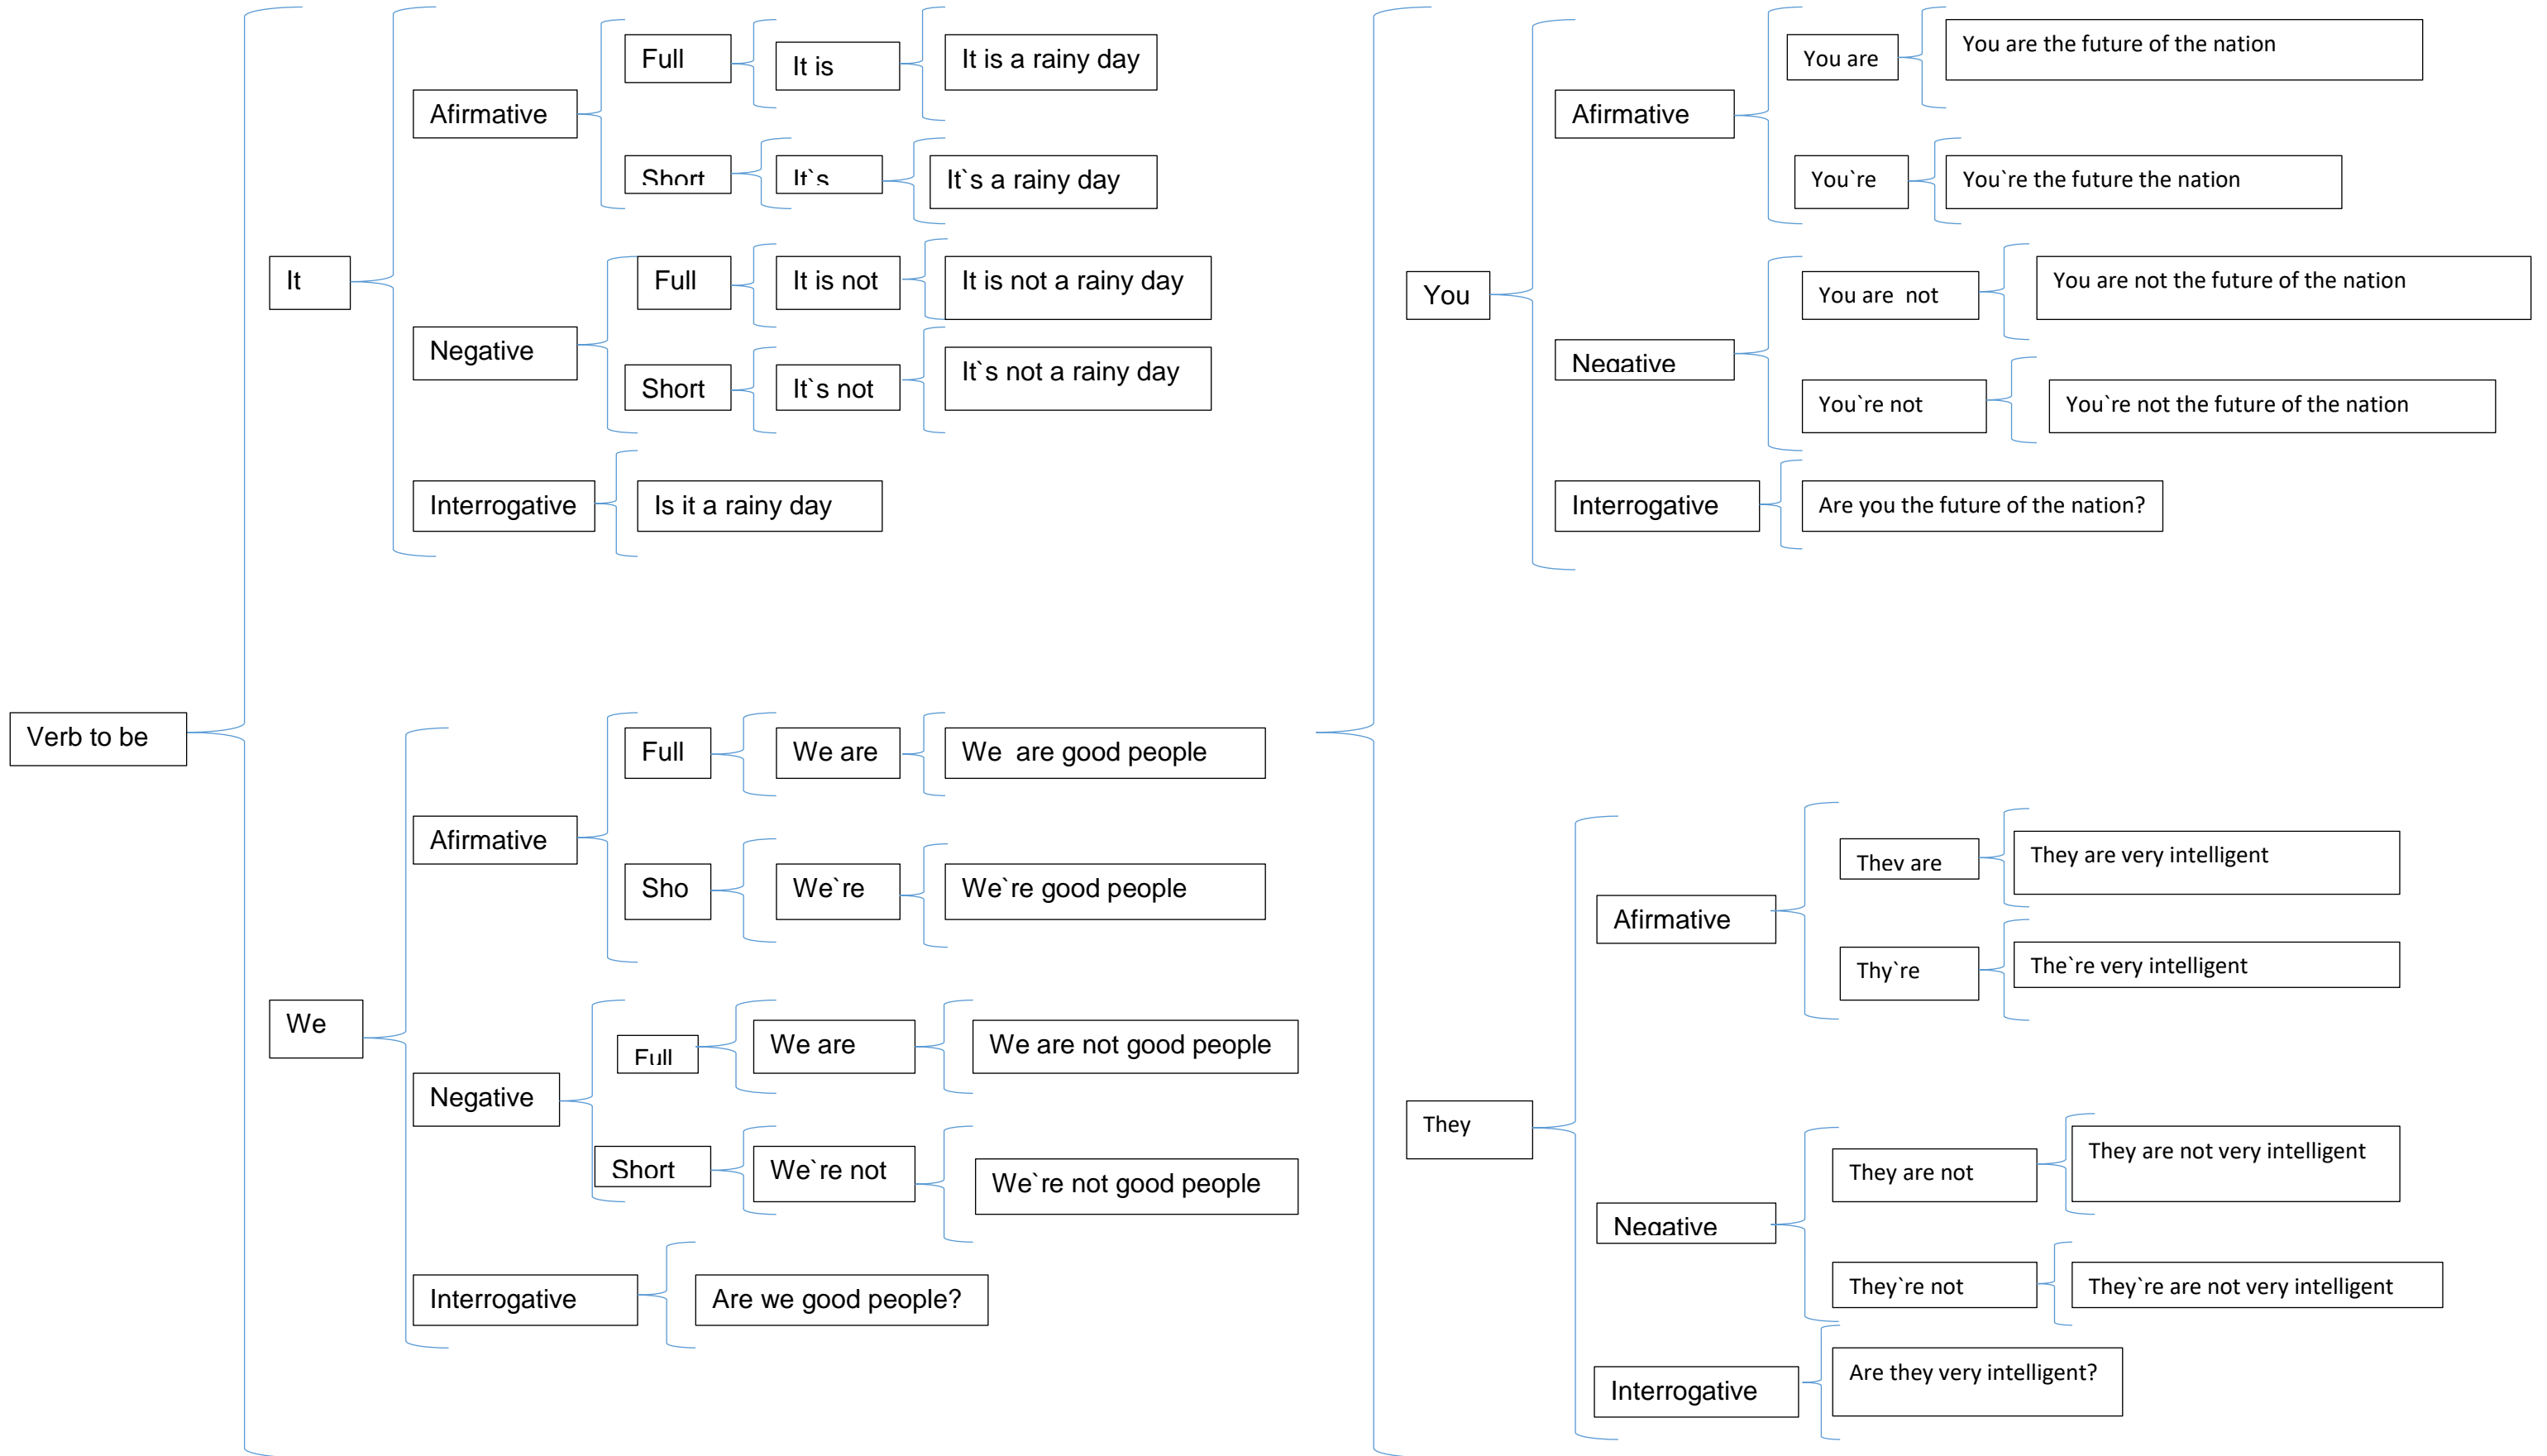 Verb to be
It
Afirmative
Full
It is
It is a rainy day
Short
It`s
It`s a rainy day
Negative
Full
It is not
It is not a rainy day
Short
It`s not
It`s not a rainy day
Interrogative
Is it a rainy day
We
Afirmative
Full
We are
We  are good people
Sho
We`re
We`re good people
Negative
Full
We are
We are not good people
Short
We`re not
We`re not good people
Interrogative
Are we good people?
You
Afirmative
You are
You are the future of the nation
You`re
You`re the future the nation
Negative
You are  not
You are not the future of the nation
You`re not
You`re not the future of the nation
Interrogative
Are you the future of the nation?
They
Afirmative
They are
They are very intelligent
Thy`re
The`re very intelligent
Negative
They are not
They are not very intelligent
They`re not
They`re are not very intelligent
Interrogative
Are they very intelligent?